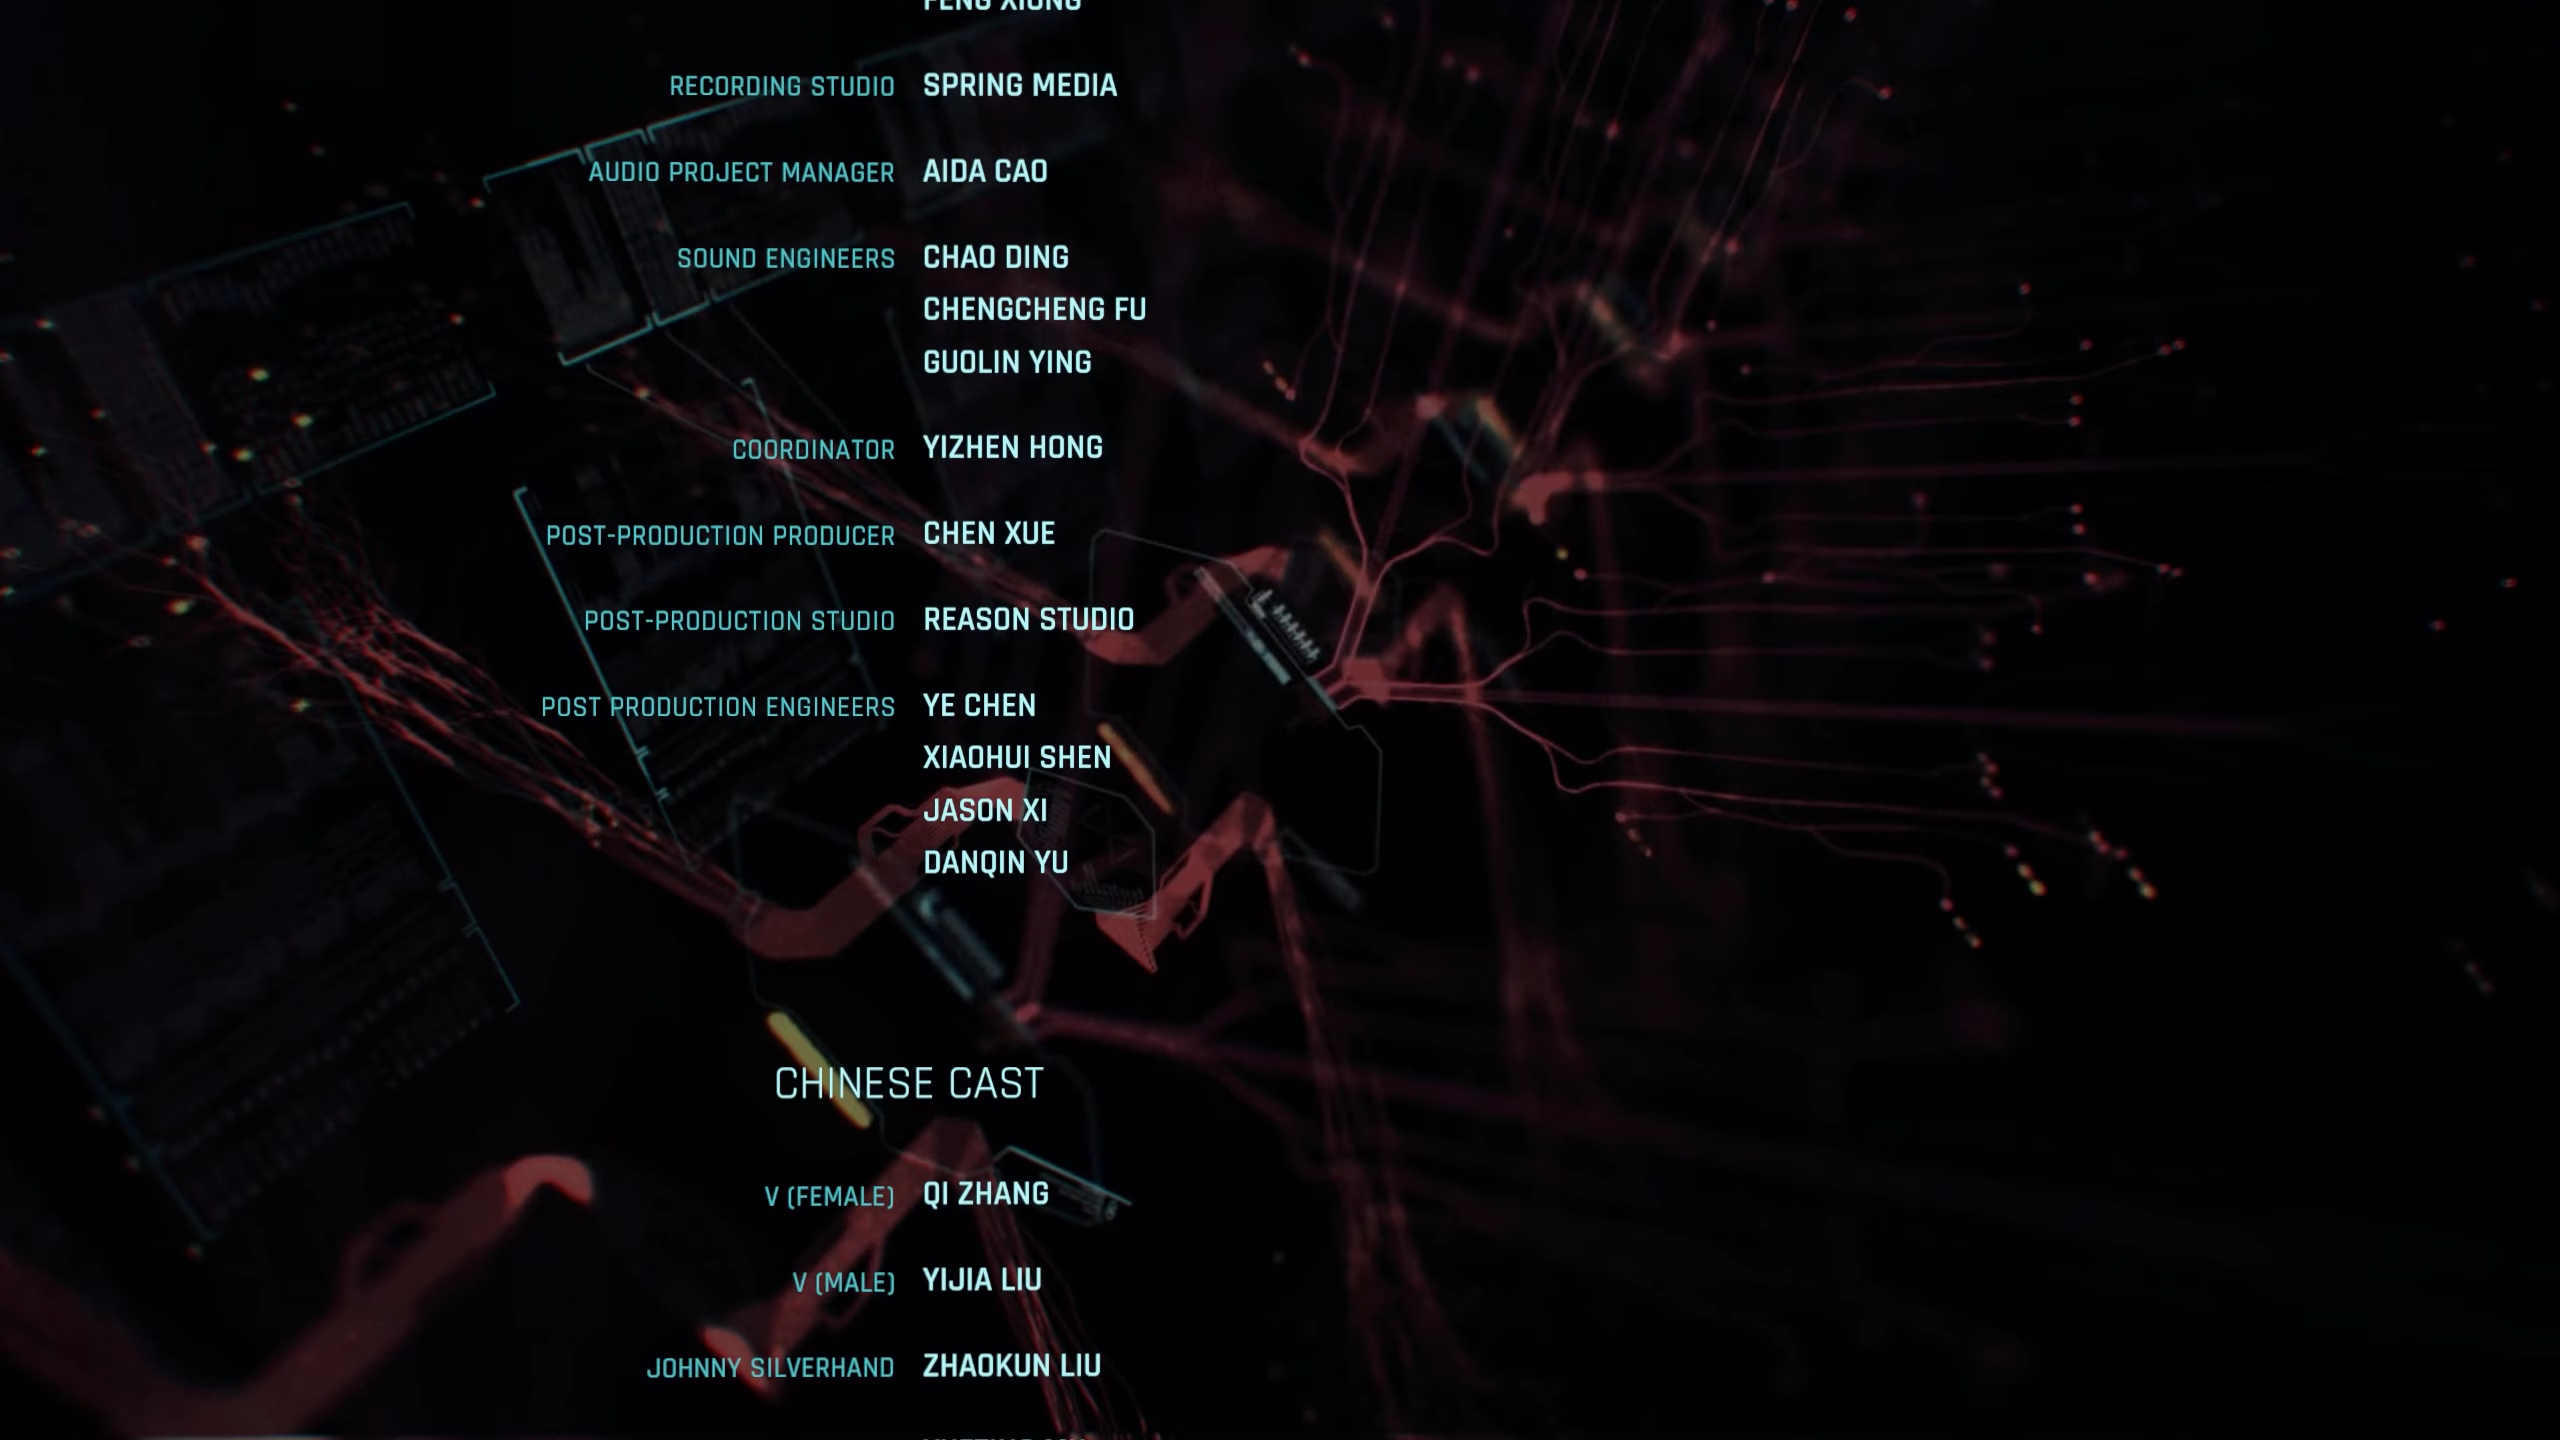 FENG XIONG
RECORDING STUDIO SPRING MEDIA
AUDIO PROJECT MANAGER AIDA CAO
SOUND ENGINEERS CHAO DING
CHENGCHENG FU
GUOLIN YING
COORDINATOR YIZHEN HONG
POST-PRODUCTION PRODUCER CHEN XUE
POST-PRODUCTION STUDIO REASON STUDIO
POST PRODUCTION ENGINEERS YE CHEN
XIAOHUI SHEN
JASON XI
DANQIN YU
CHINESE CAST
V (FEMALE) QI ZHANG
V (MALE) YIJIA LIU
JOHNNY SILVERHAND ZHAOKUN LIU